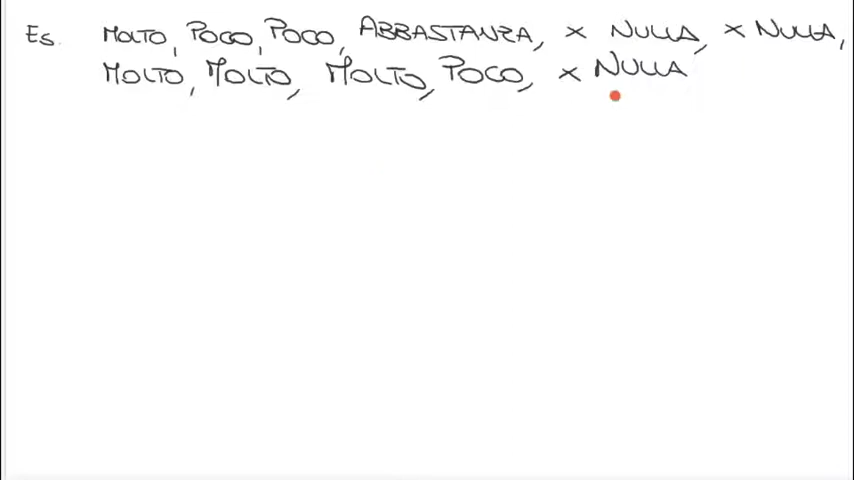 Es. MOLTO, POCO, POCO, ABBASTANZA, x NULLA, x NULLA,
MOLTO, MOLTO, MOLTO, POCO, x NULLA